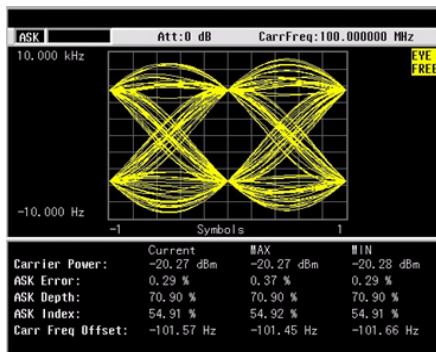 ASK Att:0 dB CarrFreq:100.000000 MHz
10.000 kHz
EYE
FREE
-10.000 Hz
-1 Symbols 1
Current MAX MIN
Carrier Power: -20.27 dBm -20.27 dBm -20.28 dBm
ASK Error: 0.29 % 0.37 % 0.29 %
ASK Depth: 70.90 % 70.90 % 70.90 %
ASK Index: 54.91 % 54.92 % 54.91 %
Carr Freq Offset: -101.57 Hz -101.45 Hz -101.66 Hz